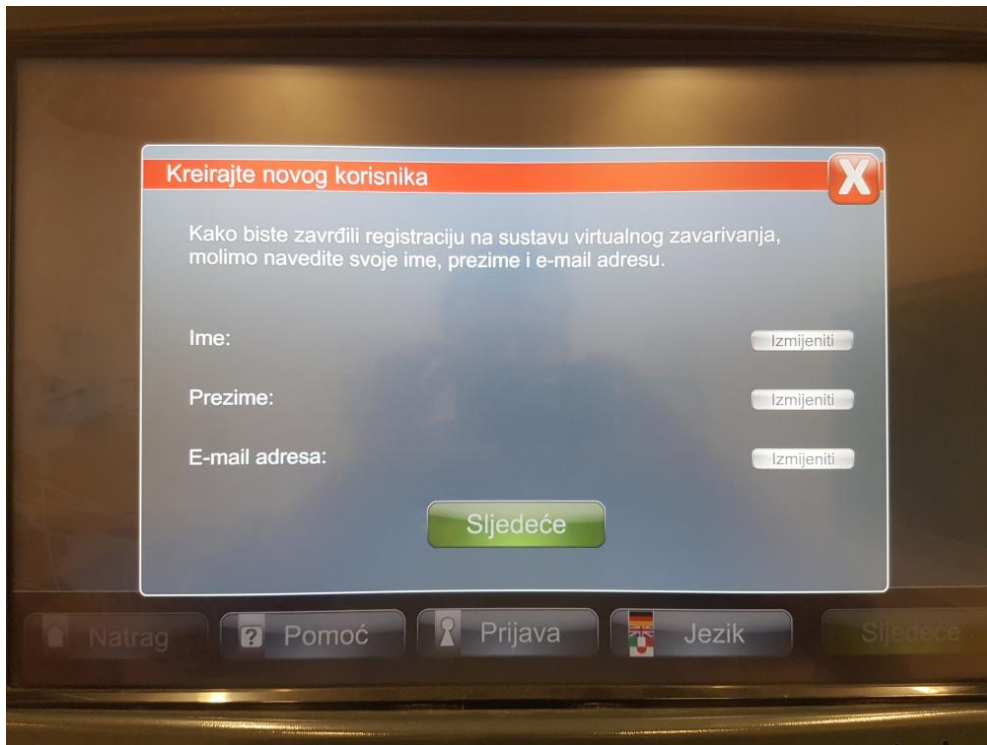 Kreirajte novog korisnika
X
Kako biste zavrđili registraciju na sustavu virtualnog zavarivanja,
molimo navedite svoje ime, prezime i e-mail adresu.
Ime:
Izmijeniti
Prezime:
Izmijeniti
E-mail adresa:
Izmijeniti
Sljedeće
Natrag
? Pomoć
Prijava
Jezik
Sljedeće